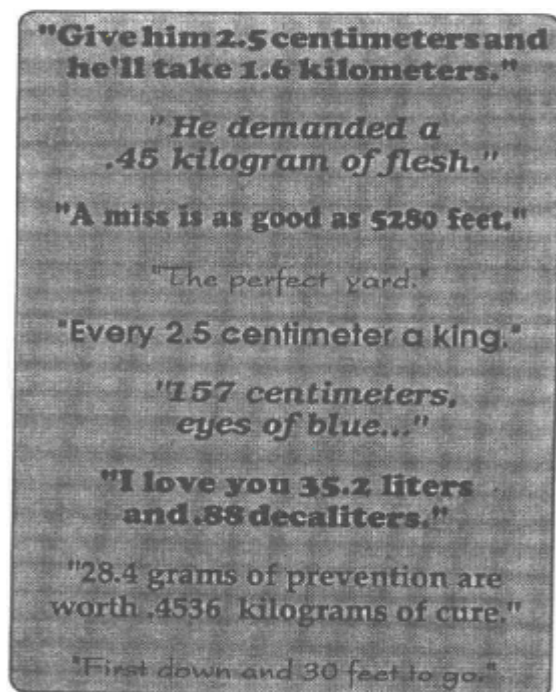 "Give him 2.5 centimeters and
he'll take 1.6 kilometers."
"He demanded a
.45 kilogram of flesh."
"A miss is as good as 5280 feet."
"The perfect yard."
"Every 2.5 centimeter a king."
"157 centimeters,
eyes of blue..."
"I love you 35.2 liters
and .88 decaliters."
"28.4 grams of prevention are
worth .4536 kilograms of cure."
"First down and 30 feet to go."